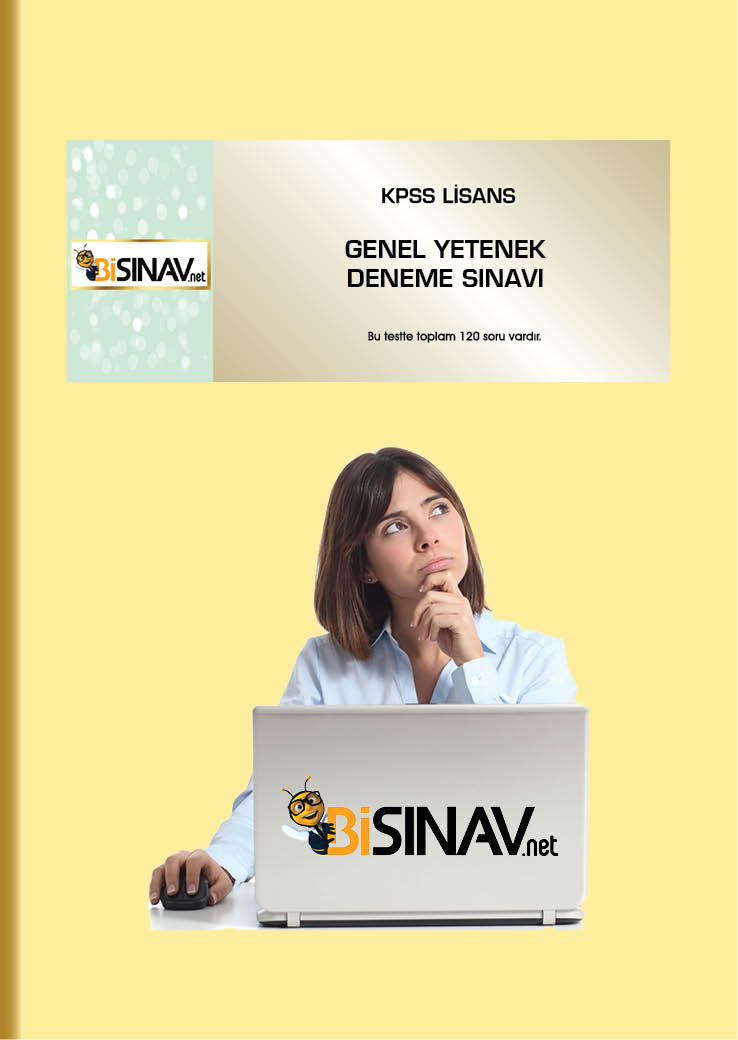 KPSS LİSANS
BiSINAV.net
GENEL YETENEK
DENEME SINAVI
Bu testte toplam 120 soru vardır.
BiSINAV.net